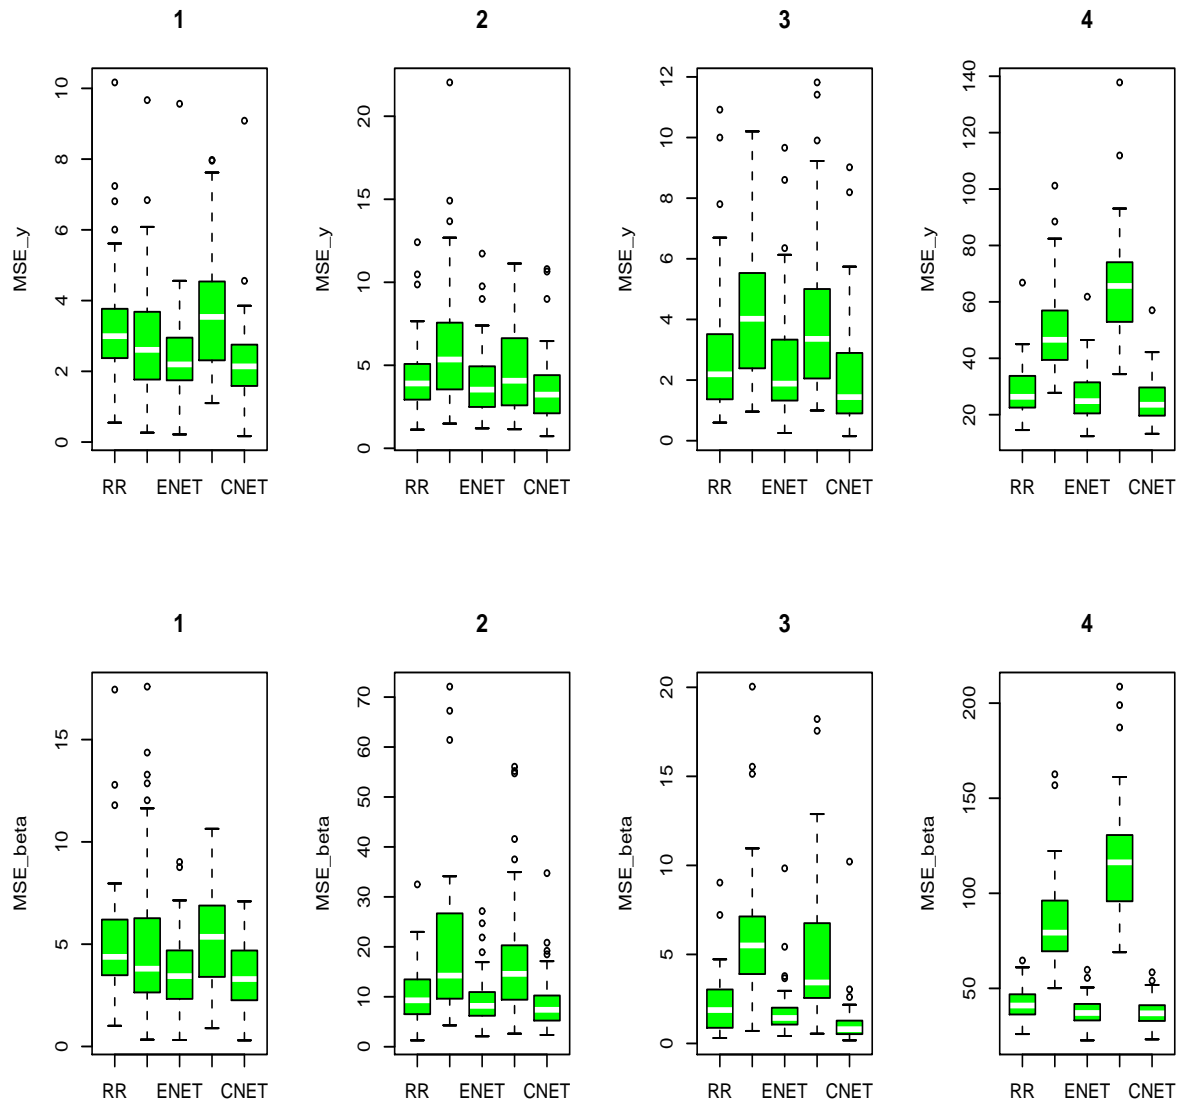 1 2 3 4
MSE_y MSE_y MSE_y MSE_y
10 20 12 140
8 15 10 120
6 10 8 100
4 5 6 80
2 0 4 60
0 2 40
0 20
RR ENET CNET RR ENET CNET RR ENET CNET RR ENET CNET
1 2 3 4
MSE_beta MSE_beta MSE_beta MSE_beta
15 70 20 200
10 60 15 150
5 50 10 100
0 40 5 50
30 0
20
10
0
RR ENET CNET RR ENET CNET RR ENET CNET RR ENET CNET